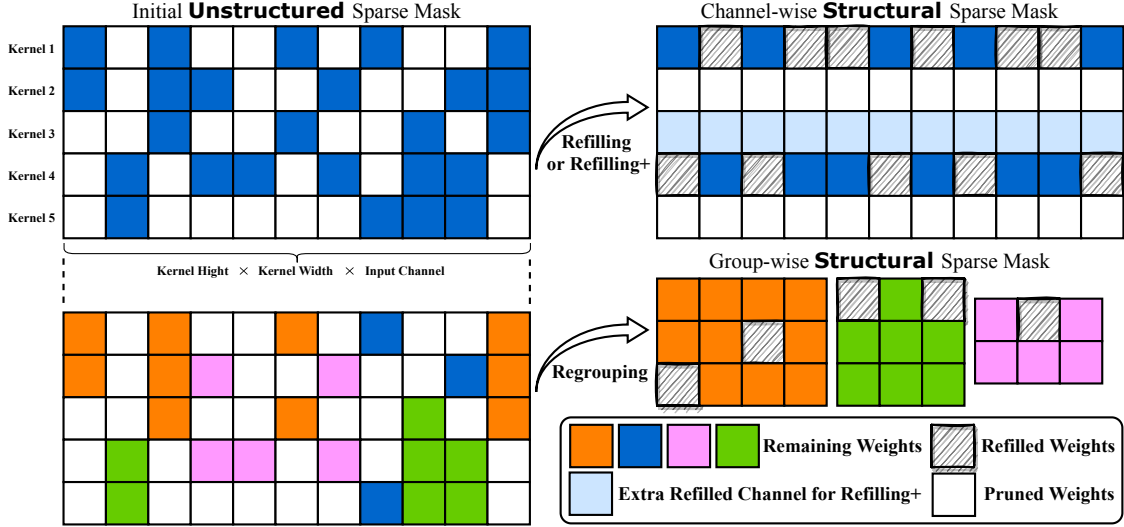 Initial Unstructured Sparse Mask
Channel-wise Structural Sparse Mask
Kernel 1
Kernel 2
Kernel 3
Kernel 4
Kernel 5
Refilling
or Refilling+
Kernel Hight × Kernel Width × Input Channel
Group-wise Structural Sparse Mask
Regrouping
Remaining Weights
Refilled Weights
Extra Refilled Channel for Refilling+
Pruned Weights